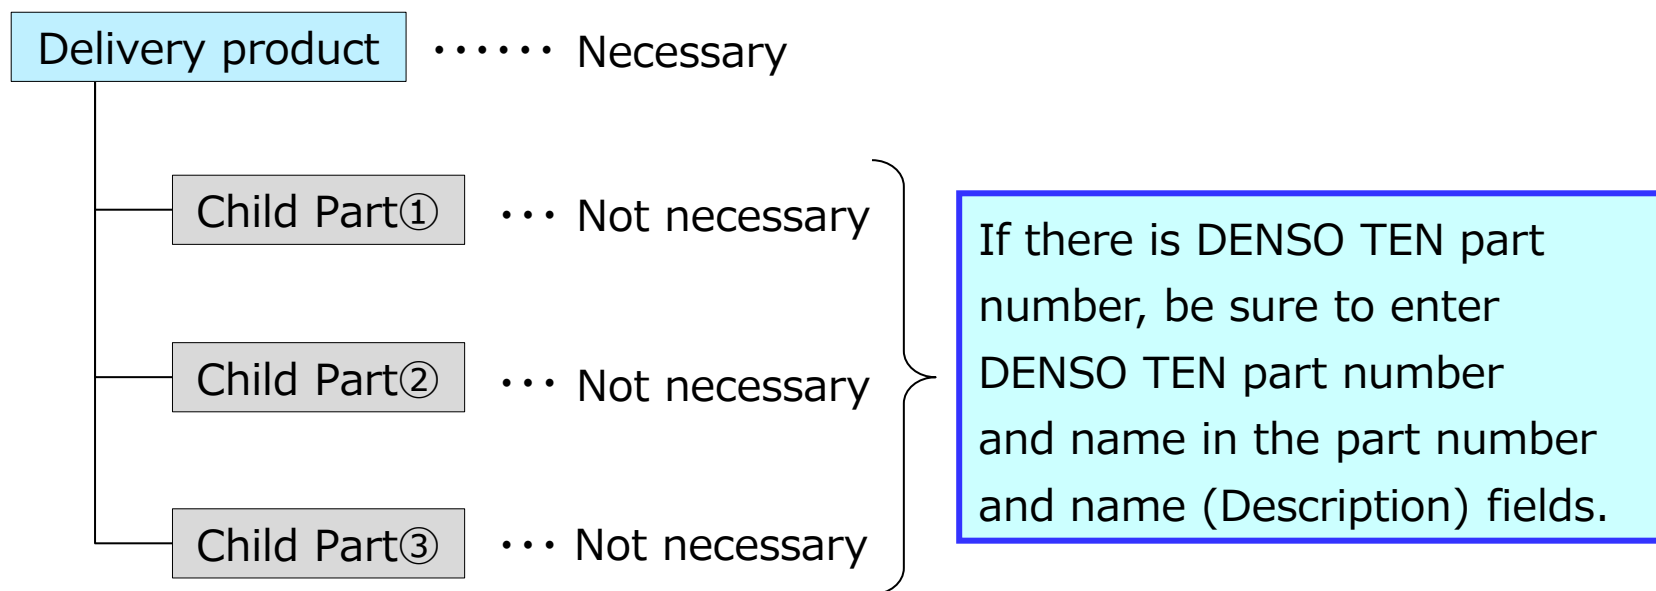 Delivery product ・・・・・・ Necessary
Child Part① ・・・ Not necessary
Child Part② ・・・ Not necessary
Child Part③ ・・・ Not necessary
If there is DENSO TEN part
number, be sure to enter
DENSO TEN part number
and name in the part number
and name (Description) fields.